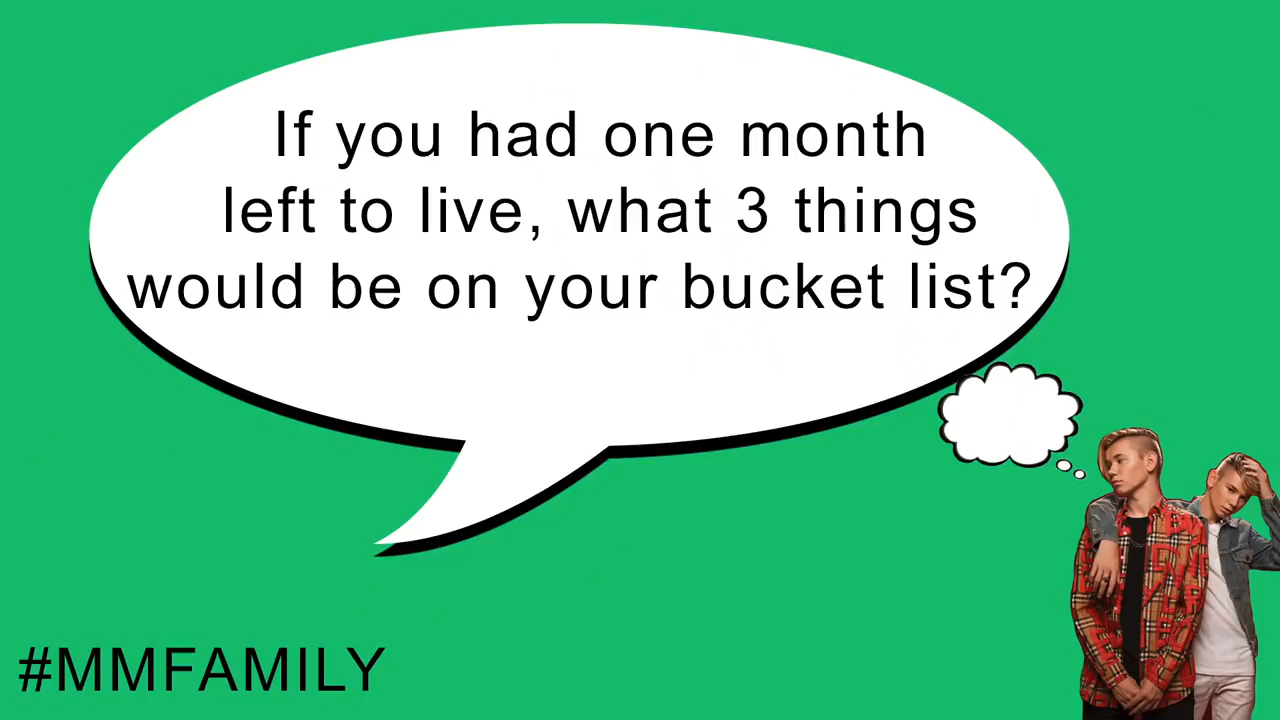 If you had one month
left to live, what 3 things
would be on your bucket list?
#MMFAMILY